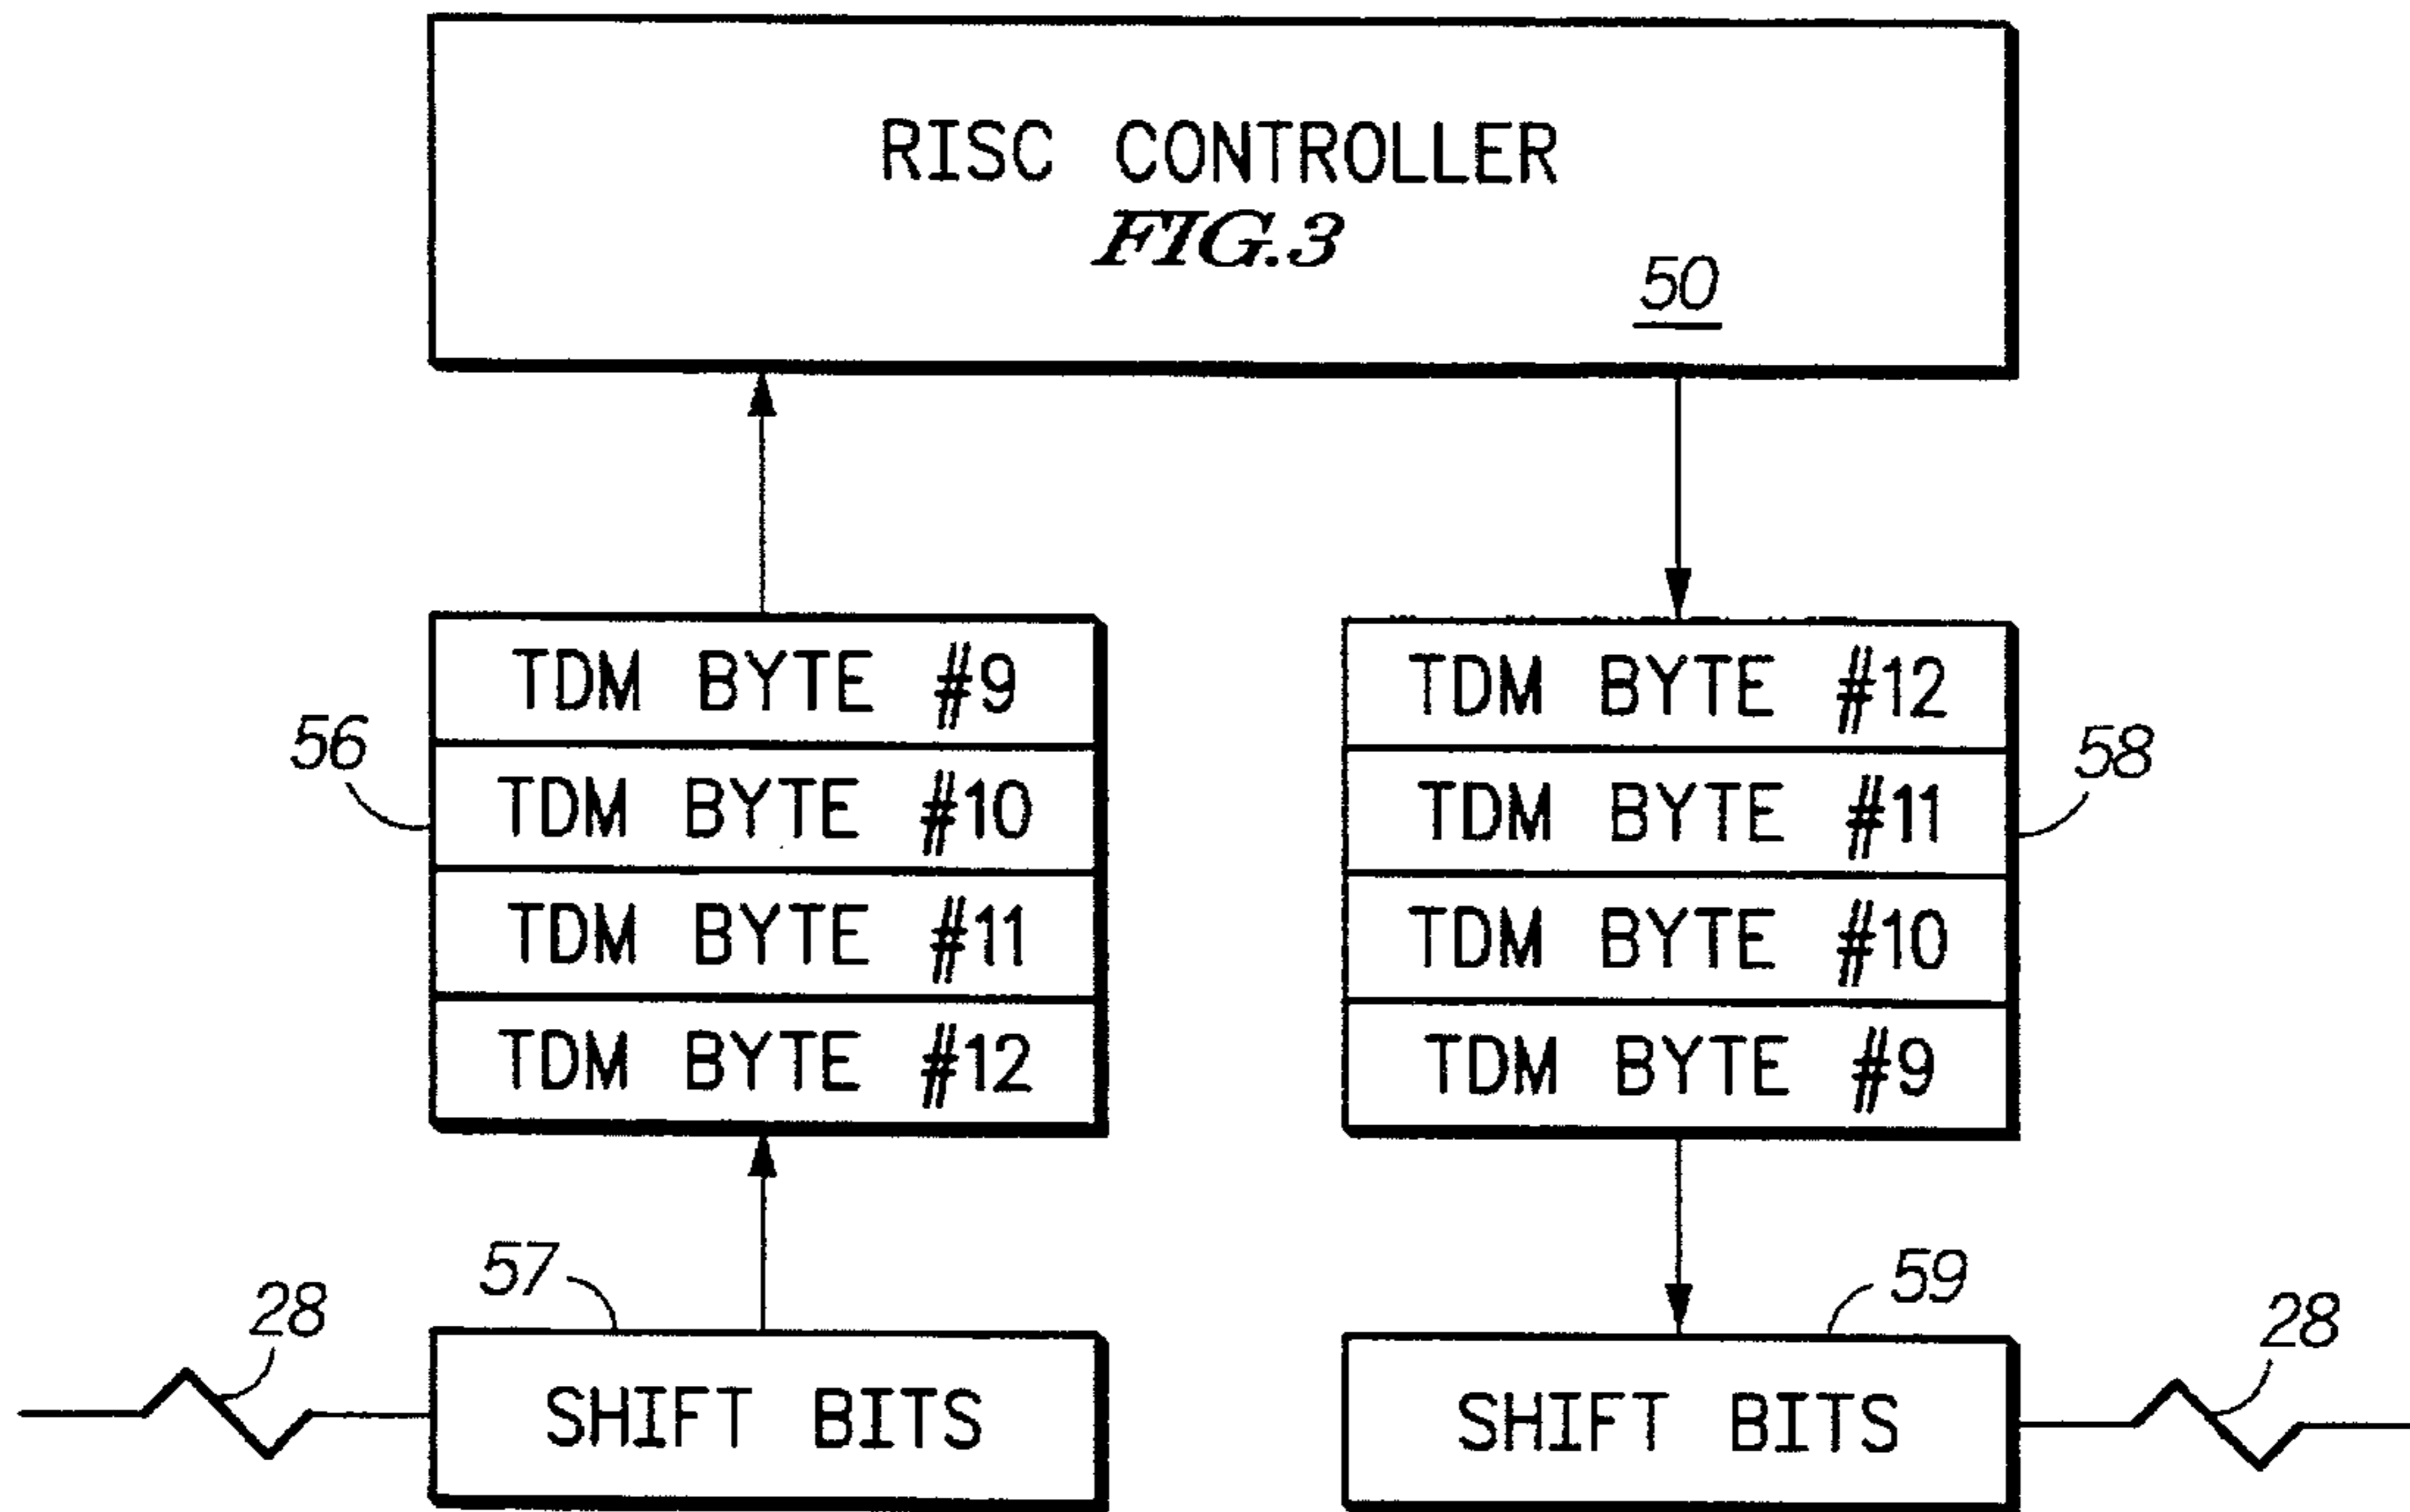 RISC CONTROLLER
FIG.3
50
TDM BYTE #9
TDM BYTE #10
TDM BYTE #11
TDM BYTE #12
56
TDM BYTE #12
TDM BYTE #11
TDM BYTE #10
TDM BYTE #9
58
57
28
SHIFT BITS
59
28
SHIFT BITS